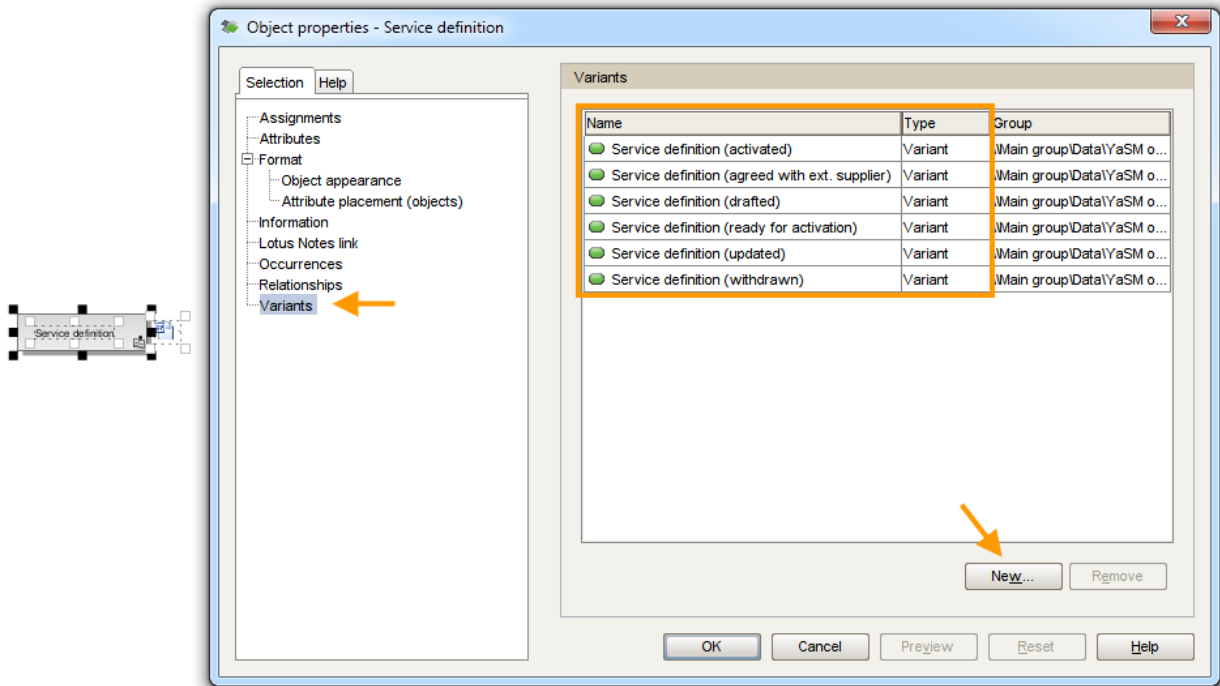 Object properties - Service definition
X
Selection Help
Variants
Assignments
Attributes
Format
Object appearance
Attribute placement (objects)
Information
Lotus Notes link
Occurrences
Relationships
Variants
Name Type Group
Service definition (activated) Variant \Main group\Data\YaSM o...
Service definition (agreed with ext. supplier) Variant \Main group\Data\YaSM o...
Service definition (drafted) Variant \Main group\Data\YaSM o...
Service definition (ready for activation) Variant \Main group\Data\YaSM o...
Service definition (updated) Variant \Main group\Data\YaSM o...
Service definition (withdrawn) Variant \Main group\Data\YaSM o...
Service definition
New... Remove
OK Cancel Preview Reset Help